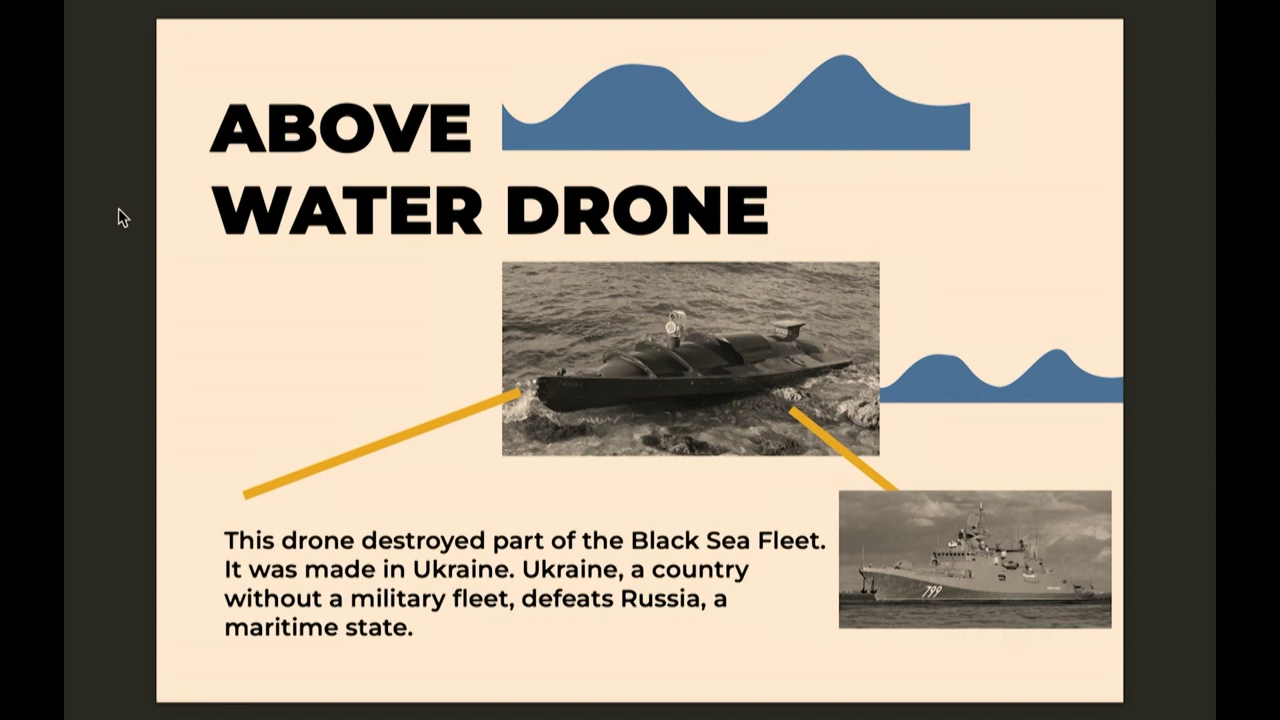 ABOVE
WATER DRONE
This drone destroyed part of the Black Sea Fleet.
It was made in Ukraine. Ukraine, a country
without a military fleet, defeats Russia, a
maritime state.
799